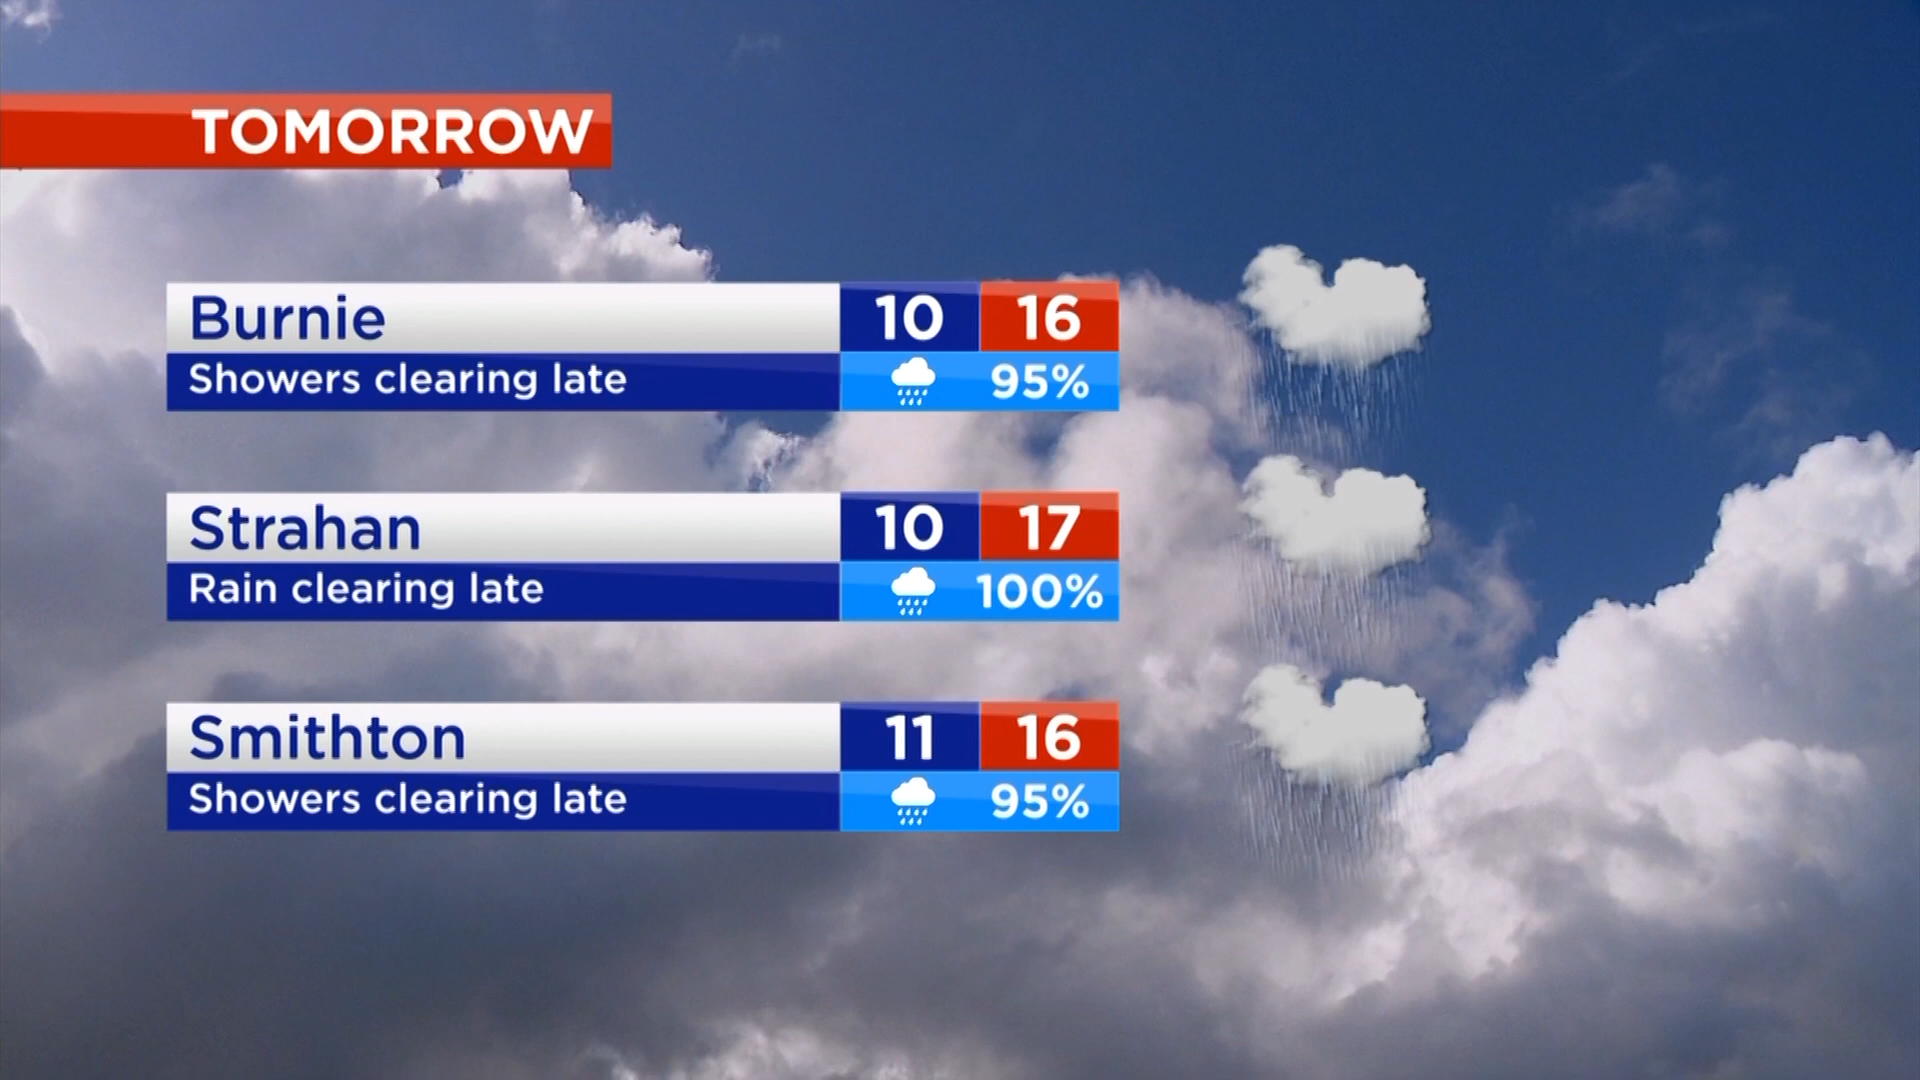 TOMORROW
Burnie 10 16
Showers clearing late 95%
Strahan 10 17
Rain clearing late 100%
Smithton 11 16
Showers clearing late 95%